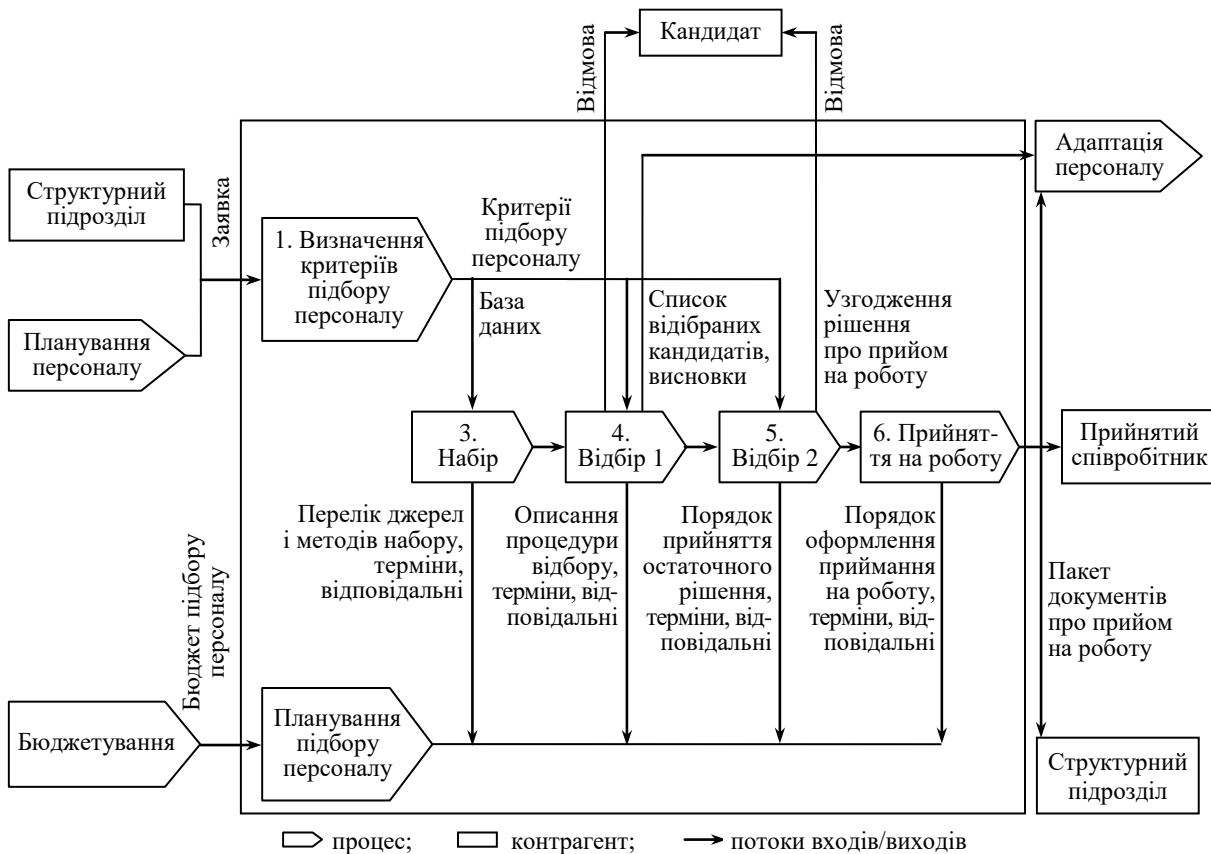 Кандидат
Відмова
Відмова
Адаптація
персоналу
Структурний
підрозділ
Заявка
Планування
персоналу
1. Визначення
критеріїв
підбору
персоналу
Критерії
підбору
персоналу
База
даних
Список
відібраних
кандидатів,
висновки
Узгодження
рішення
про прийом
на роботу
3.
Набір
4.
Відбір 1
5.
Відбір 2
6. Прийнят-
тя на роботу
Прийнятий
співробітник
Перелік джерел
і методів набору,
терміни,
відповідальні
Описання
процедури
відбору,
терміни, від-
повідальні
Порядок
прийняття
остаточного
рішення,
терміни, від-
повідальні
Порядок
оформлення
приймання
на роботу,
терміни, від-
повідальні
Пакет
документів
про прийом
на роботу
Бюджет підбору
персоналу
Бюджетування
Планування
підбору
персоналу
Структурний
підрозділ
процес;
контрагент;
потоки входів/виходів